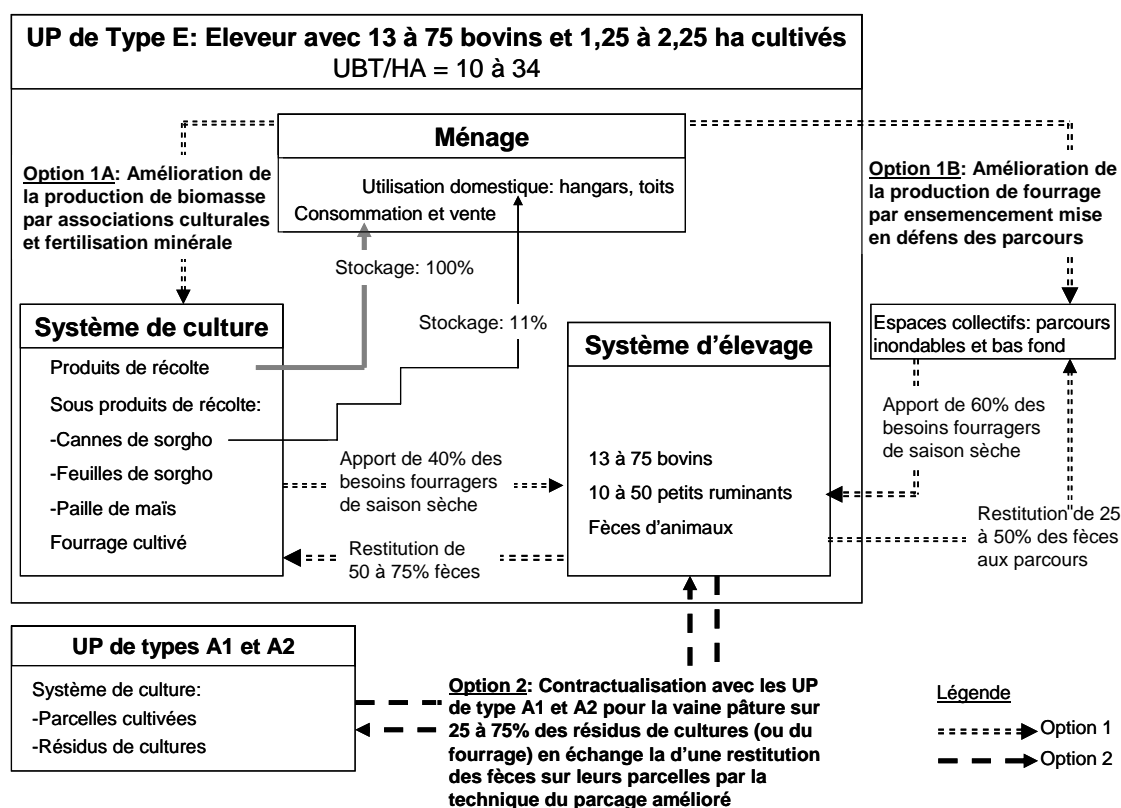 UP de Type E: Eleveur avec 13 à 75 bovins et 1,25 à 2,25 ha cultivés
UBT/HA = 10 à 34
Ménage
Utilisation domestique: hangars, toits
Consommation et vente
Option 1A: Amélioration de
la production de biomasse
par associations culturales
et fertilisation minérale
Option 1B: Amélioration de
la production de fourrage
par ensemencement mise
en défens des parcours
Stockage: 100%
Stockage: 11%
Système de culture
Produits de récolte
Sous produits de récolte:
-Cannes de sorgho
-Feuilles de sorgho
-Paille de maïs
Fourrage cultivé
Apport de 40% des
besoins fourragers
de saison sèche
Restitution de
50 à 75% fèces
Système d'élevage
13 à 75 bovins
10 à 50 petits ruminants
Fèces d'animaux
Espaces collectifs: parcours
inondables et bas fond
Apport de 60% des
besoins fourragers
de saison sèche
Restitution de 25
à 50% des fèces
aux parcours
UP de types A1 et A2
Système de culture:
-Parcelles cultivées
-Résidus de cultures
Option 2: Contractualisation avec les UP
de type A1 et A2 pour la vaine pâture sur
25 à 75% des résidus de cultures (ou du
fourrage) en échange la d'une restitution
des fèces sur leurs parcelles par la
technique du parcage amélioré
Légende
Option 1
Option 2